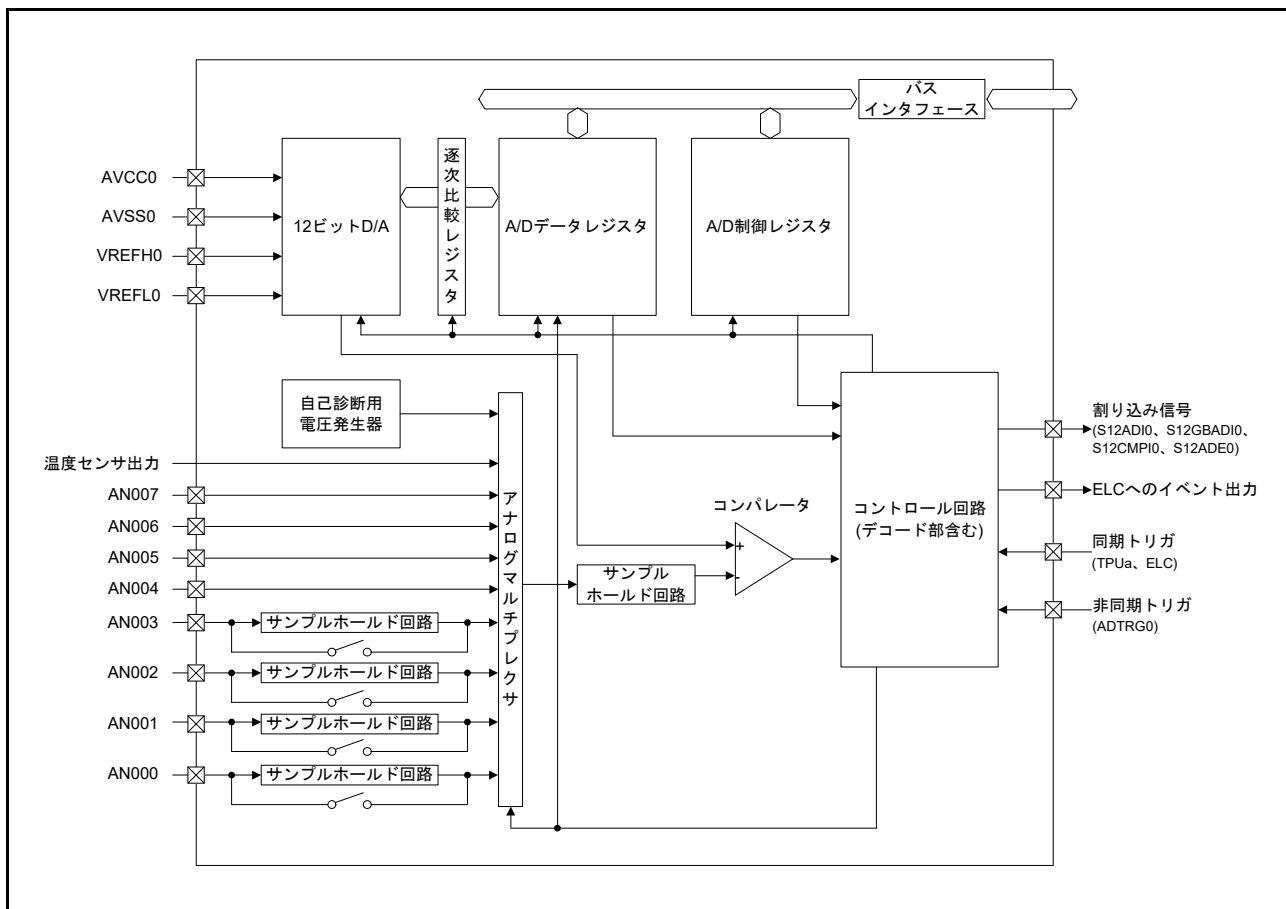 バス
インタフェース
AVCC0
AVSS0
VREFH0
VREFL0
12ビットD/A
逐次比較レジスタ
A/Dデータレジスタ
A/D制御レジスタ
自己診断用
電圧発生器
温度センサ出力
AN007
AN006
AN005
AN004
AN003
サンプルホールド回路
AN002
サンプルホールド回路
AN001
サンプルホールド回路
AN000
サンプルホールド回路
アナログマルチプレクサ
サンプル
ホールド回路
コンパレータ
+
-
コントロール回路
(デコード部含む)
割り込み信号
(S12ADI0、S12GBADI0、
S12CMPI0、S12ADE0)
ELCへのイベント出力
同期トリガ
(TPUa、ELC)
非同期トリガ
(ADTRG0)